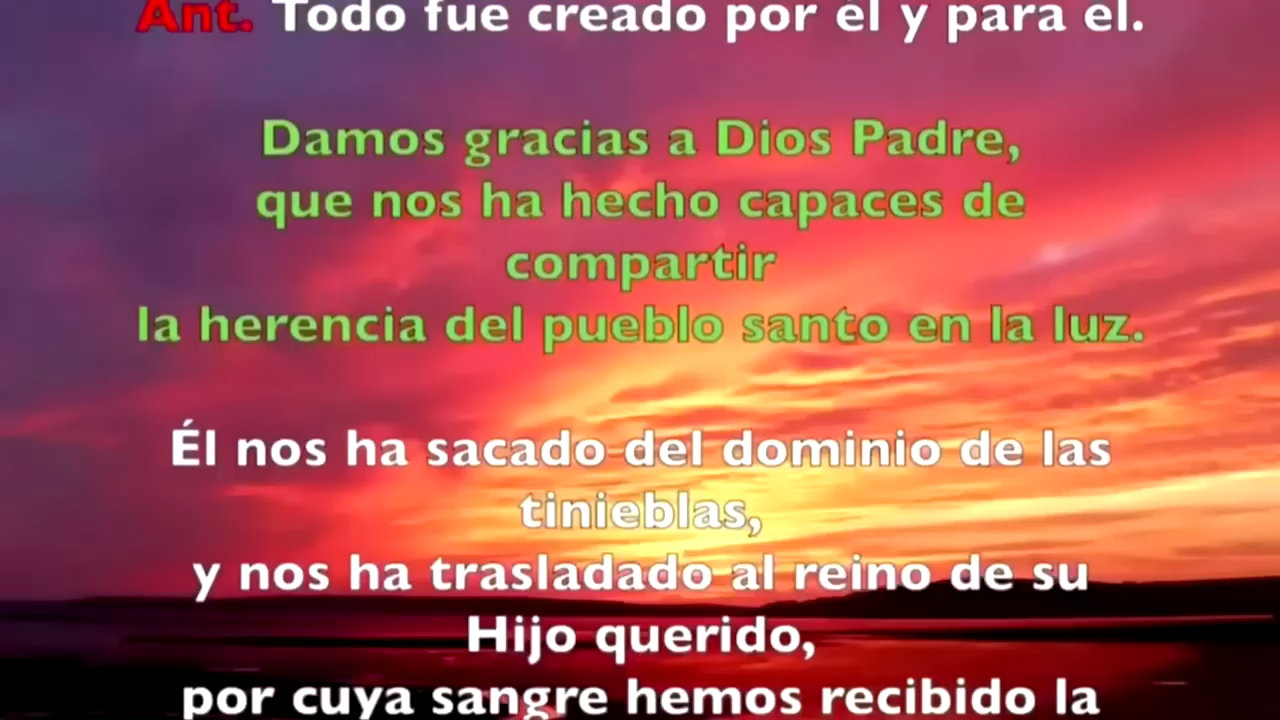 Ant. Todo fue creado por él y para el.
Damos gracias a Dios Padre,
que nos ha hecho capaces de
compartir
la herencia del pueblo santo en la luz.
Él nos ha sacado del dominio de las
tinieblas,
y nos ha trasladado al reino de su
Hijo querido,
por cuya sangre hemos recibido la